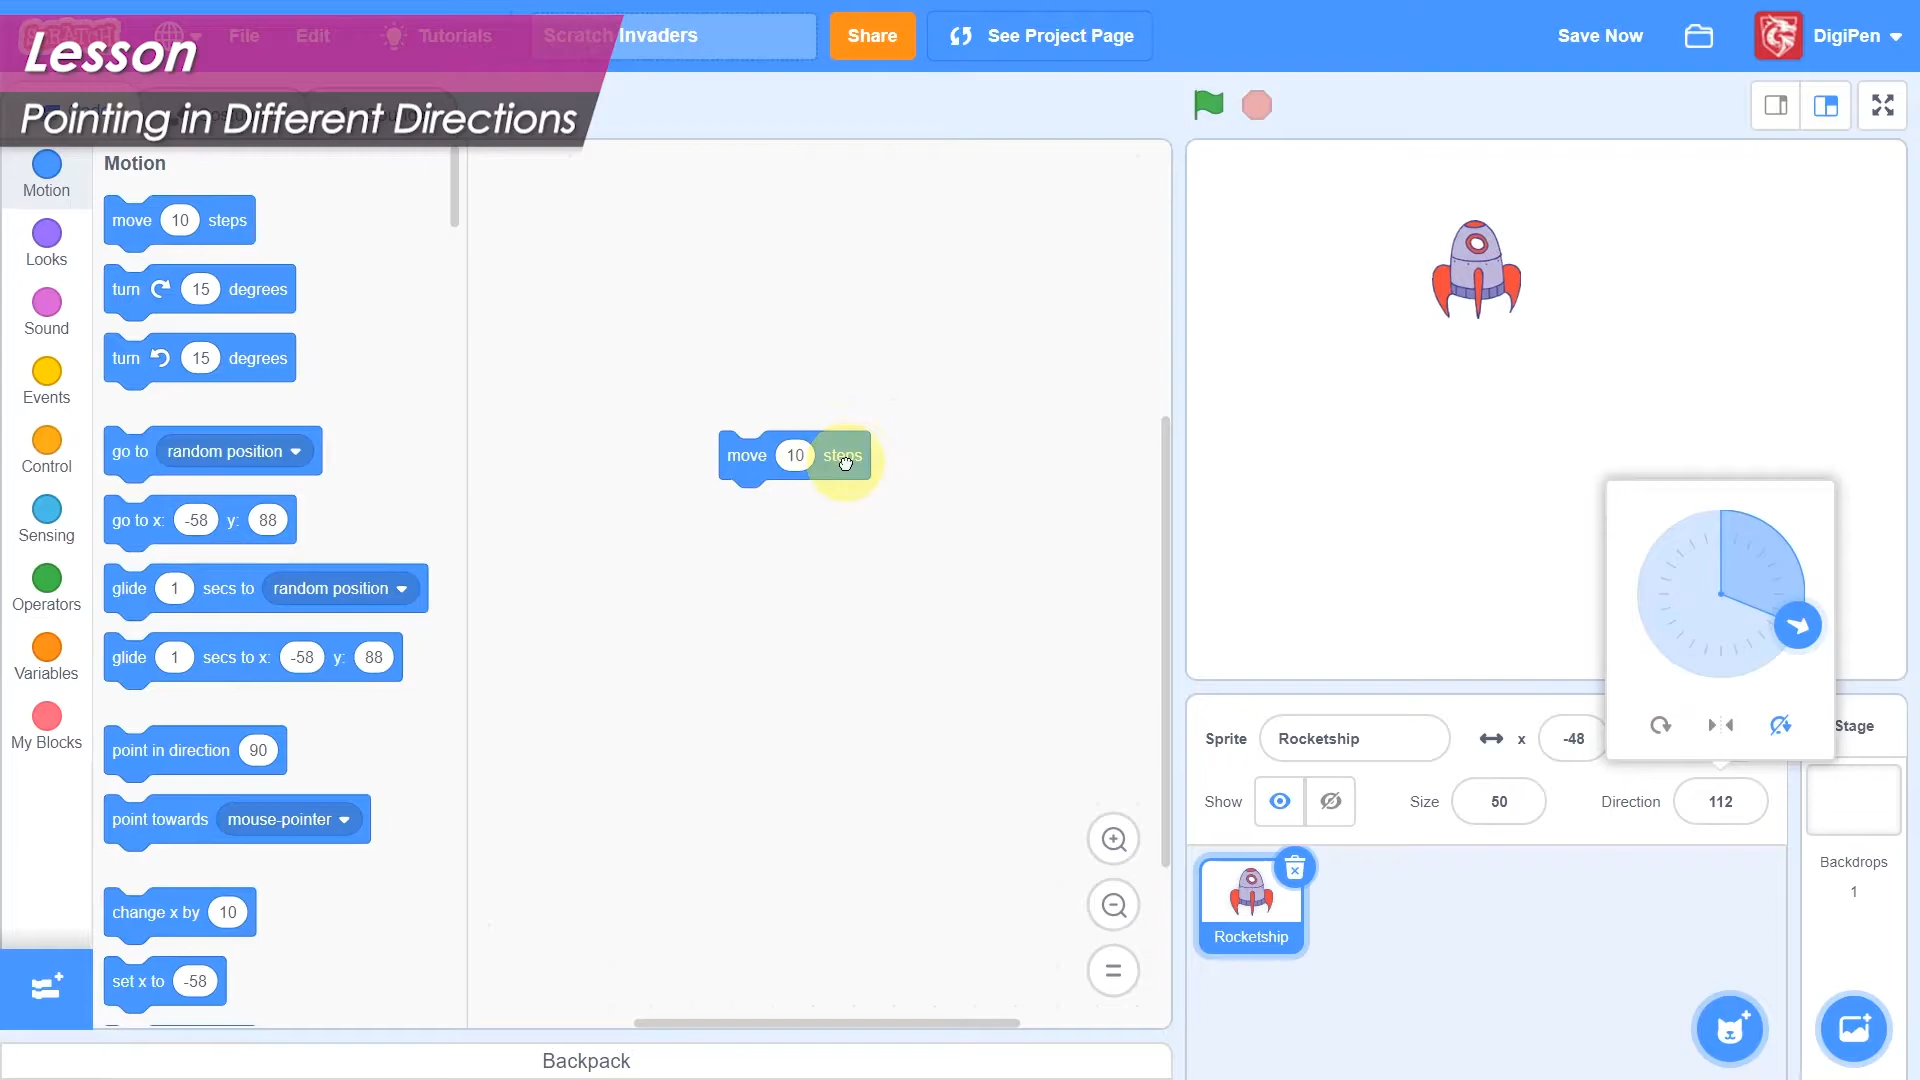 Lesson
Pointing in Different Directions
SCRATCH
File
Edit
Tutorials
Scratch Invaders
Share
See Project Page
Save Now
DigiPen
Motion
Looks
Sound
Events
Control
Sensing
Operators
Variables
My Blocks
Motion
move 10 steps
turn 15 degrees
turn 15 degrees
go to random position
go to x: -58 y: 88
glide 1 secs to random position
glide 1 secs to x: -58 y: 88
point in direction 90
point towards mouse-pointer
change x by 10
set x to -58
move 10 steps
Backpack
Sprite Rocketship x -48
Show Size 50 Direction 112
Rocketship
Stage
Backdrops
1